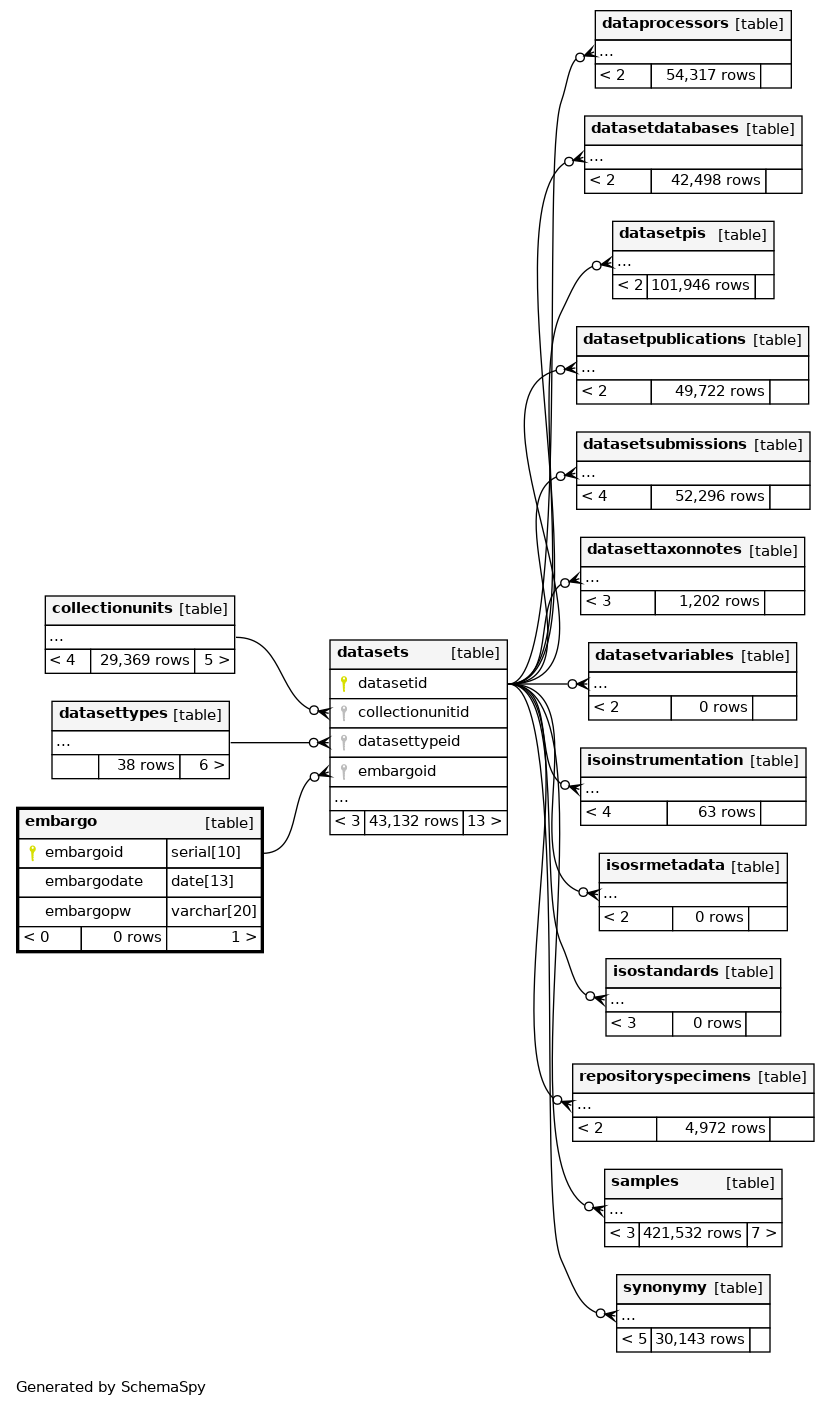 dataprocessors [table]
...
< 2 54,317 rows
datasetdatabases [table]
...
< 2 42,498 rows
datasetpis [table]
...
< 2 101,946 rows
datasetpublications [table]
...
< 2 49,722 rows
datasetsubmissions [table]
...
< 4 52,296 rows
datasettaxonnotes [table]
...
< 3 1,202 rows
collectionunits [table]
...
< 4 29,369 rows 5 >
datasettypes [table]
...
38 rows 6 >
embargo [table]
embargoid serial[10]
embargodate date[13]
embargopw varchar[20]
< 0 0 rows 1 >
datasets [table]
datasetid
collectionunitid
datasettypeid
embargoid
...
< 3 43,132 rows 13 >
datasetvariables [table]
...
< 2 0 rows
isoinstrumentation [table]
...
< 4 63 rows
isosrmetadata [table]
...
< 2 0 rows
isostandards [table]
...
< 3 0 rows
repositoryspecimens [table]
...
< 2 4,972 rows
samples [table]
...
< 3 421,532 rows 7 >
synonymy [table]
...
< 5 30,143 rows
Generated by SchemaSpy